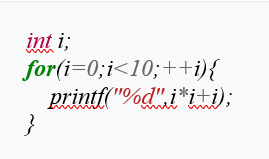 int i;
for(i=0;i<10;++i){
printf("%d",i*i+i);
}